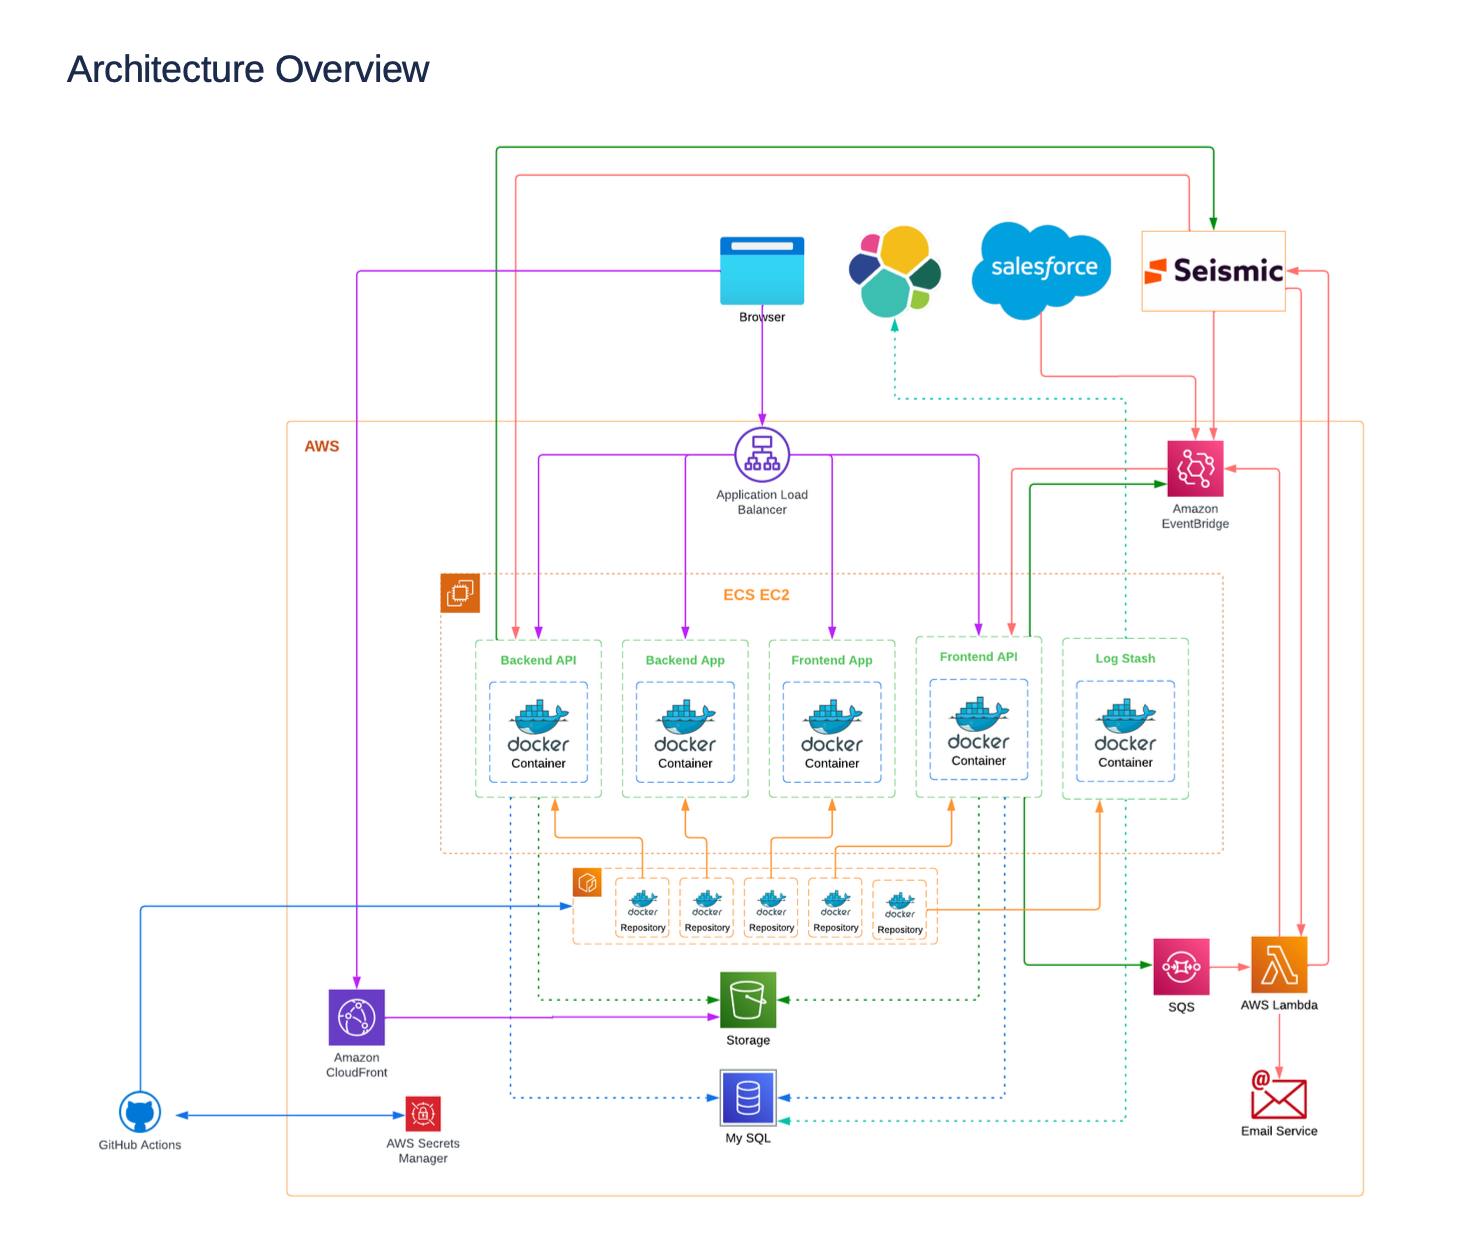 Architecture Overview
salesforce
Seismic
Browser
AWS
Application Load
Balancer
Amazon
EventBridge
ECS EC2
Backend API
Backend App
Frontend App
Frontend API
Log Stash
docker
Container
docker
Container
docker
Container
docker
Container
docker
Container
docker
Repository
docker
Repository
docker
Repository
docker
Repository
docker
Repository
SQS
AWS Lambda
Storage
Amazon
CloudFront
GitHub Actions
AWS Secrets
Manager
My SQL
@
Email Service